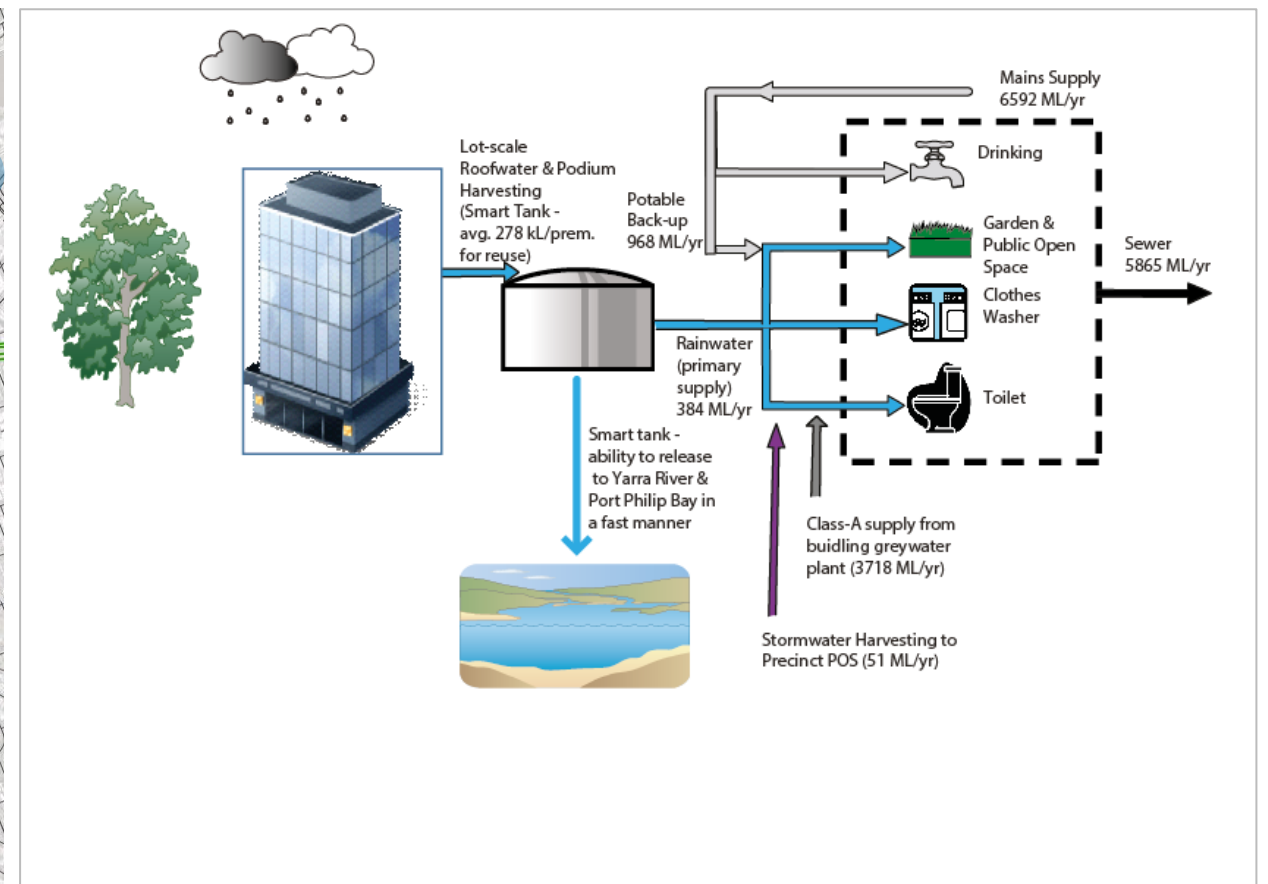 Mains Supply
6592 ML/yr
Lot-scale
Roofwater & Podium
Harvesting
(Smart Tank -
avg. 278 kL/prem.
for reuse)
Drinking
Potable
Back-up
968 ML/yr
Garden &
Public Open
Space
Sewer
5865 ML/yr
Clothes
Washer
Rainwater
(primary
supply)
384 ML/yr
Toilet
Smart tank -
ability to release
to Yarra River &
Port Philip Bay in
a fast manner
Class-A supply from
buidling greywater
plant (3718 ML/yr)
Stormwater Harvesting to
Precinct POS (51 ML/yr)